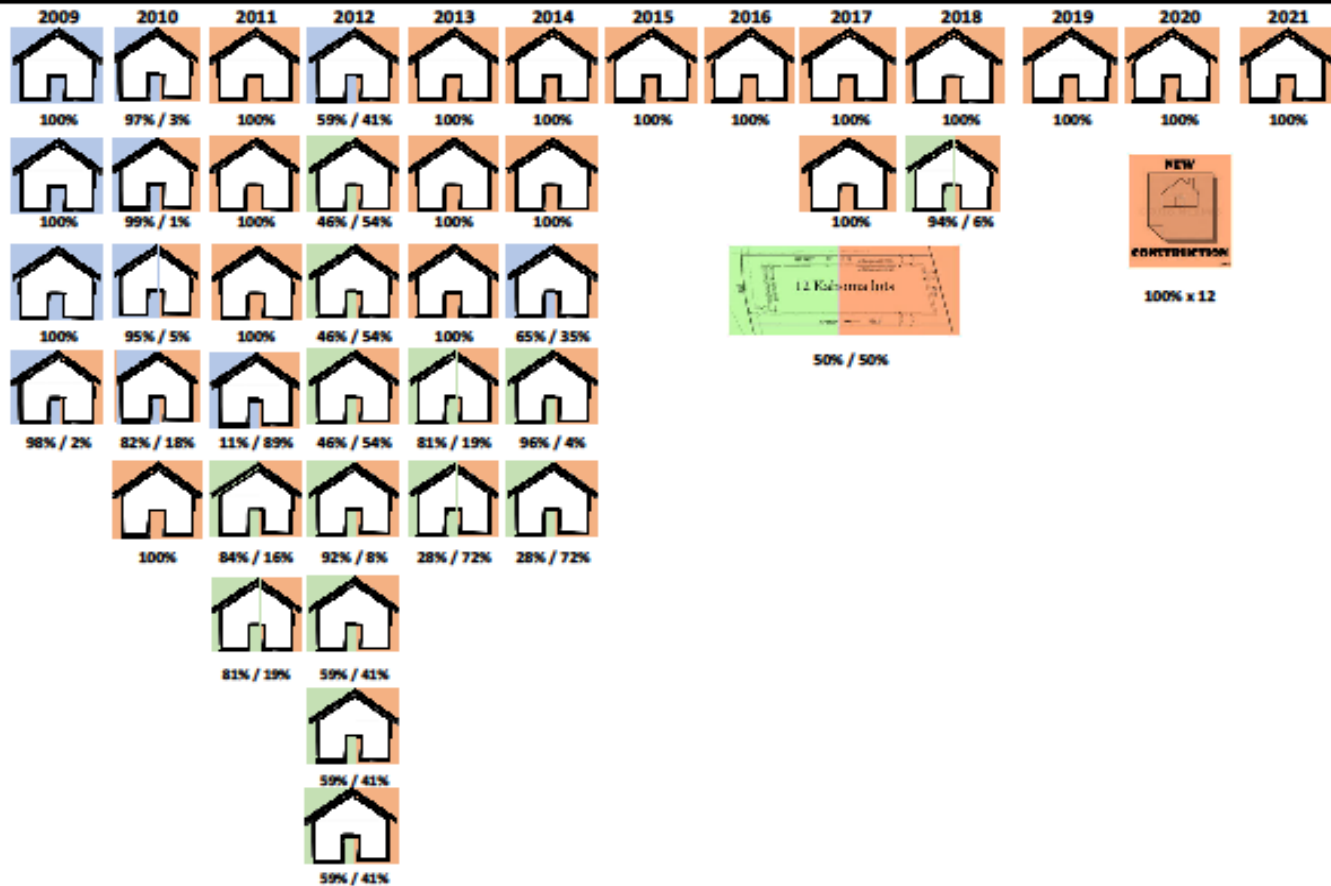 2009 2010 2011 2012 2013 2014 2015 2016 2017 2018 2019 2020 2021
100% 97% / 3% 100% 59% / 41% 100% 100% 100% 100% 100% 100% 100% 100% 100%
NEW
100% 99% / 1% 100% 46% / 54% 100% 100% 100% 94% / 6%
CONSTRUCTION
12 lots
100% x 12
100% 95% / 5% 100% 46% / 54% 100% 65% / 35%
50% / 50%
98% / 2% 82% / 18% 11% / 89% 46% / 54% 81% / 19% 96% / 4%
100% 84% / 16% 92% / 8% 28% / 72% 28% / 72%
81% / 19% 59% / 41%
59% / 41%
59% / 41%